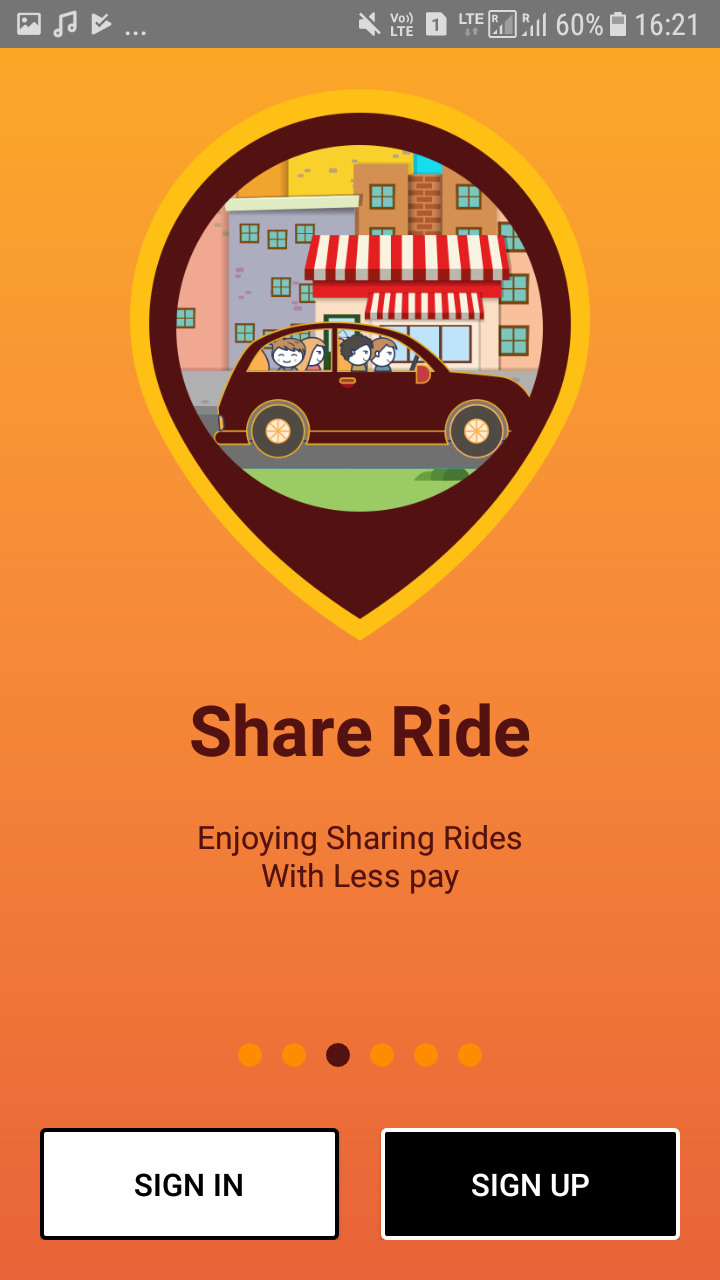 ... Vo)) LTE 1 LTE R R 60% 16:21
Share Ride
Enjoying Sharing Rides
With Less pay
SIGN IN
SIGN UP